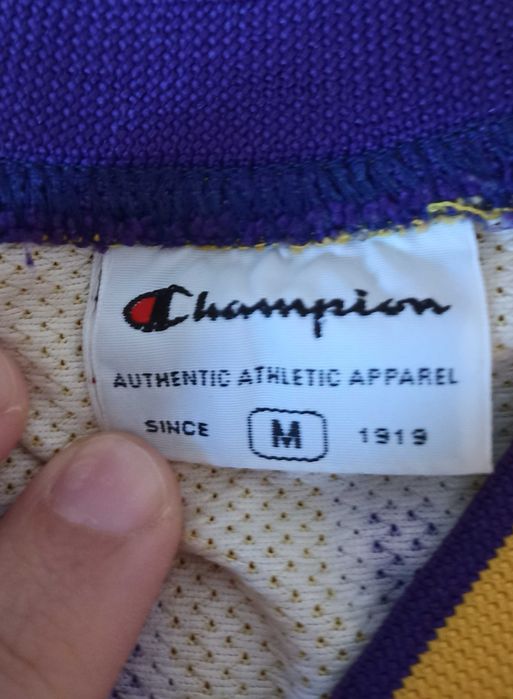 Champion
AUTHENTIC ATHLETIC APPAREL
SINCE M 1919